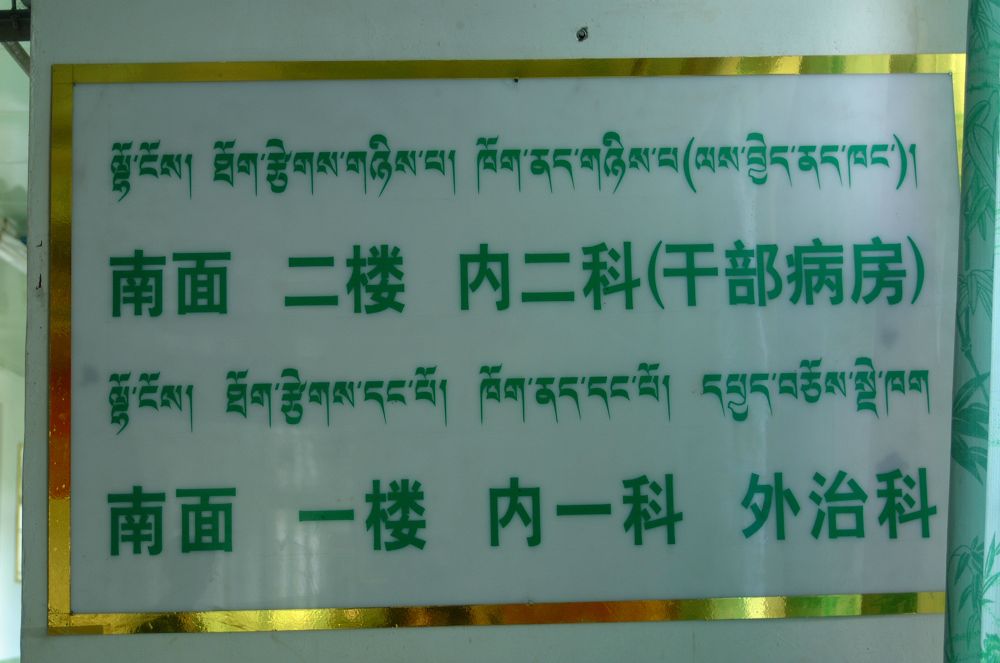 ལྷོ་ངོས། ཐོག་རྩེགས་གཉིས་པ། ཁོག་ནད་གཉིས་པ(ལས་བྱེད་ནད་ཁང་)།
南面 二楼 内二科(干部病房)
ལྷོ་ངོས། ཐོག་རྩེགས་དང་པོ། ཁོག་ནད་དང་པོ། དཔྱད་བཅོས་སྡེ་ཁག
南面 一楼 内一科 外治科